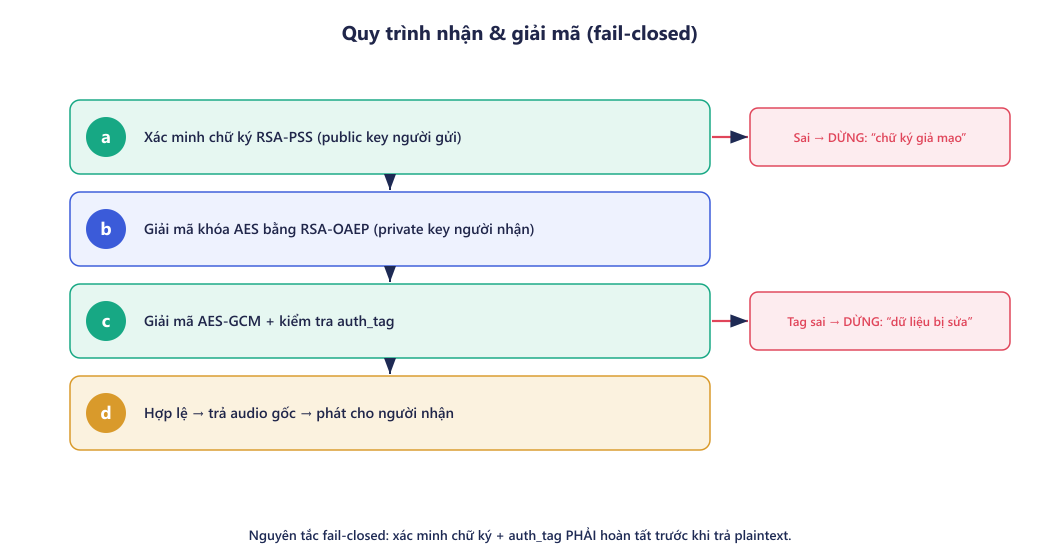 Quy trình nhận & giải mã (fail-closed)
a
Xác minh chữ ký RSA-PSS (public key người gửi)
Sai → DỪNG: “chữ ký giả mạo”
b
Giải mã khóa AES bằng RSA-OAEP (private key người nhận)
c
Giải mã AES-GCM + kiểm tra auth_tag
Tag sai → DỪNG: “dữ liệu bị sửa”
d
Hợp lệ → trả audio gốc → phát cho người nhận
Nguyên tắc fail-closed: xác minh chữ ký + auth_tag PHẢI hoàn tất trước khi trả plaintext.